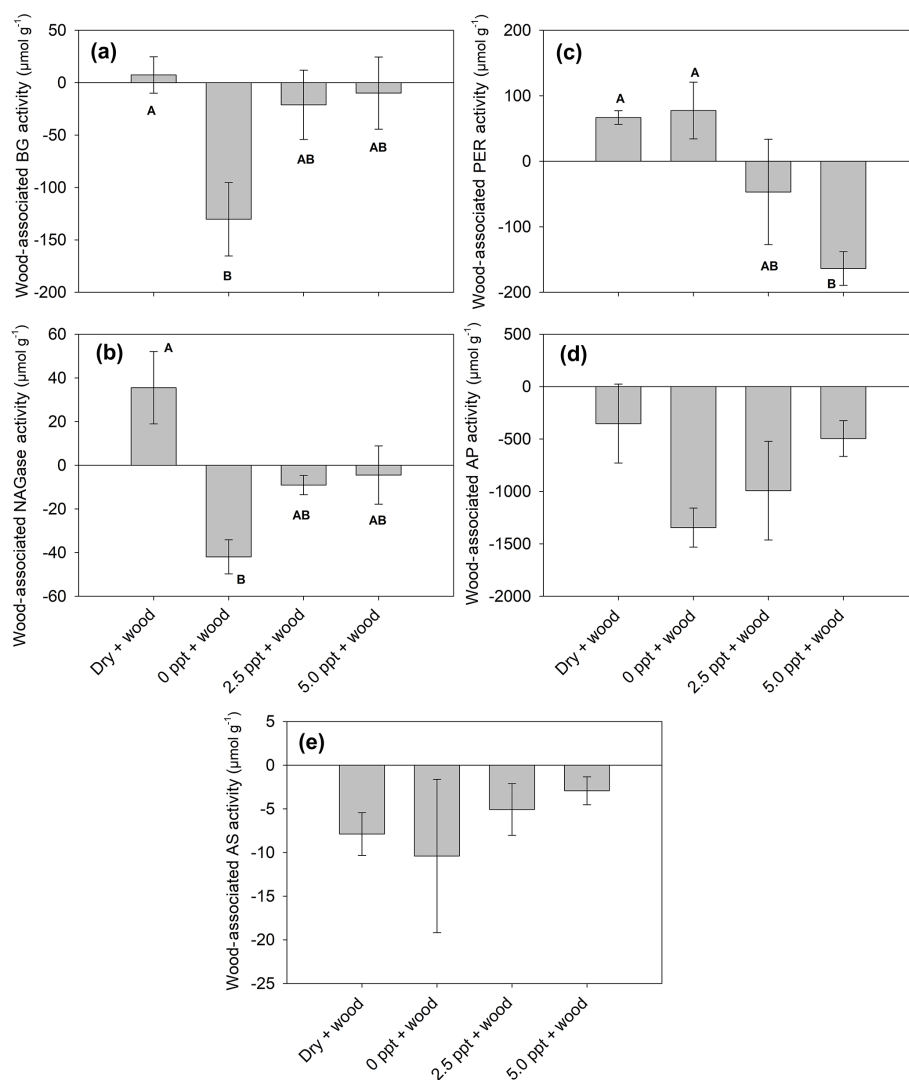 (a)
Wood-associated BG activity (µmol g-1)
50
0
-50
-100
-150
-200
A
B
AB
AB
(c)
Wood-associated PER activity (µmol g-1)
200
100
0
-100
-200
A
A
AB
B
(b)
Wood-associated NAGase activity (µmol g-1)
60
40
20
0
-20
-40
-60
A
B
AB
AB
Dry + wood
0 ppt + wood
2.5 ppt + wood
5.0 ppt + wood
(d)
Wood-associated AP activity (µmol g-1)
500
0
-500
-1000
-1500
-2000
Dry + wood
0 ppt + wood
2.5 ppt + wood
5.0 ppt + wood
(e)
Wood-associated AS activity (µmol g-1)
5
0
-5
-10
-15
-20
-25
Dry + wood
0 ppt + wood
2.5 ppt + wood
5.0 ppt + wood